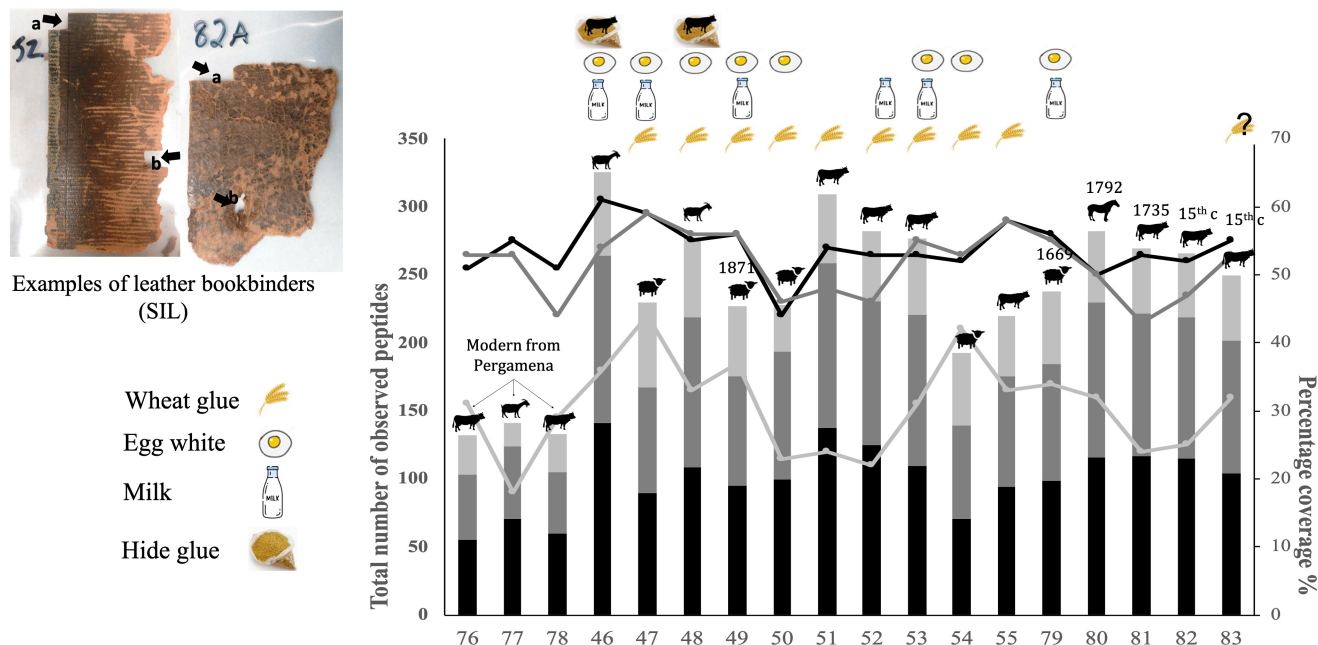 a
52
b
82A
a
b
Examples of leather bookbinders
(SIL)
Wheat glue
Egg white
Milk
MILK
Hide glue
MILK
MILK
MILK
MILK
MILK
MILK
?
Total number of observed peptides
350
300
250
200
150
100
50
0
Modern from
Pergamena
1871
1669
1792
1735
15th c
15th c
70
60
50
40
30
20
10
0
Percentage coverage %
76 77 78 46 47 48 49 50 51 52 53 54 55 79 80 81 82 83